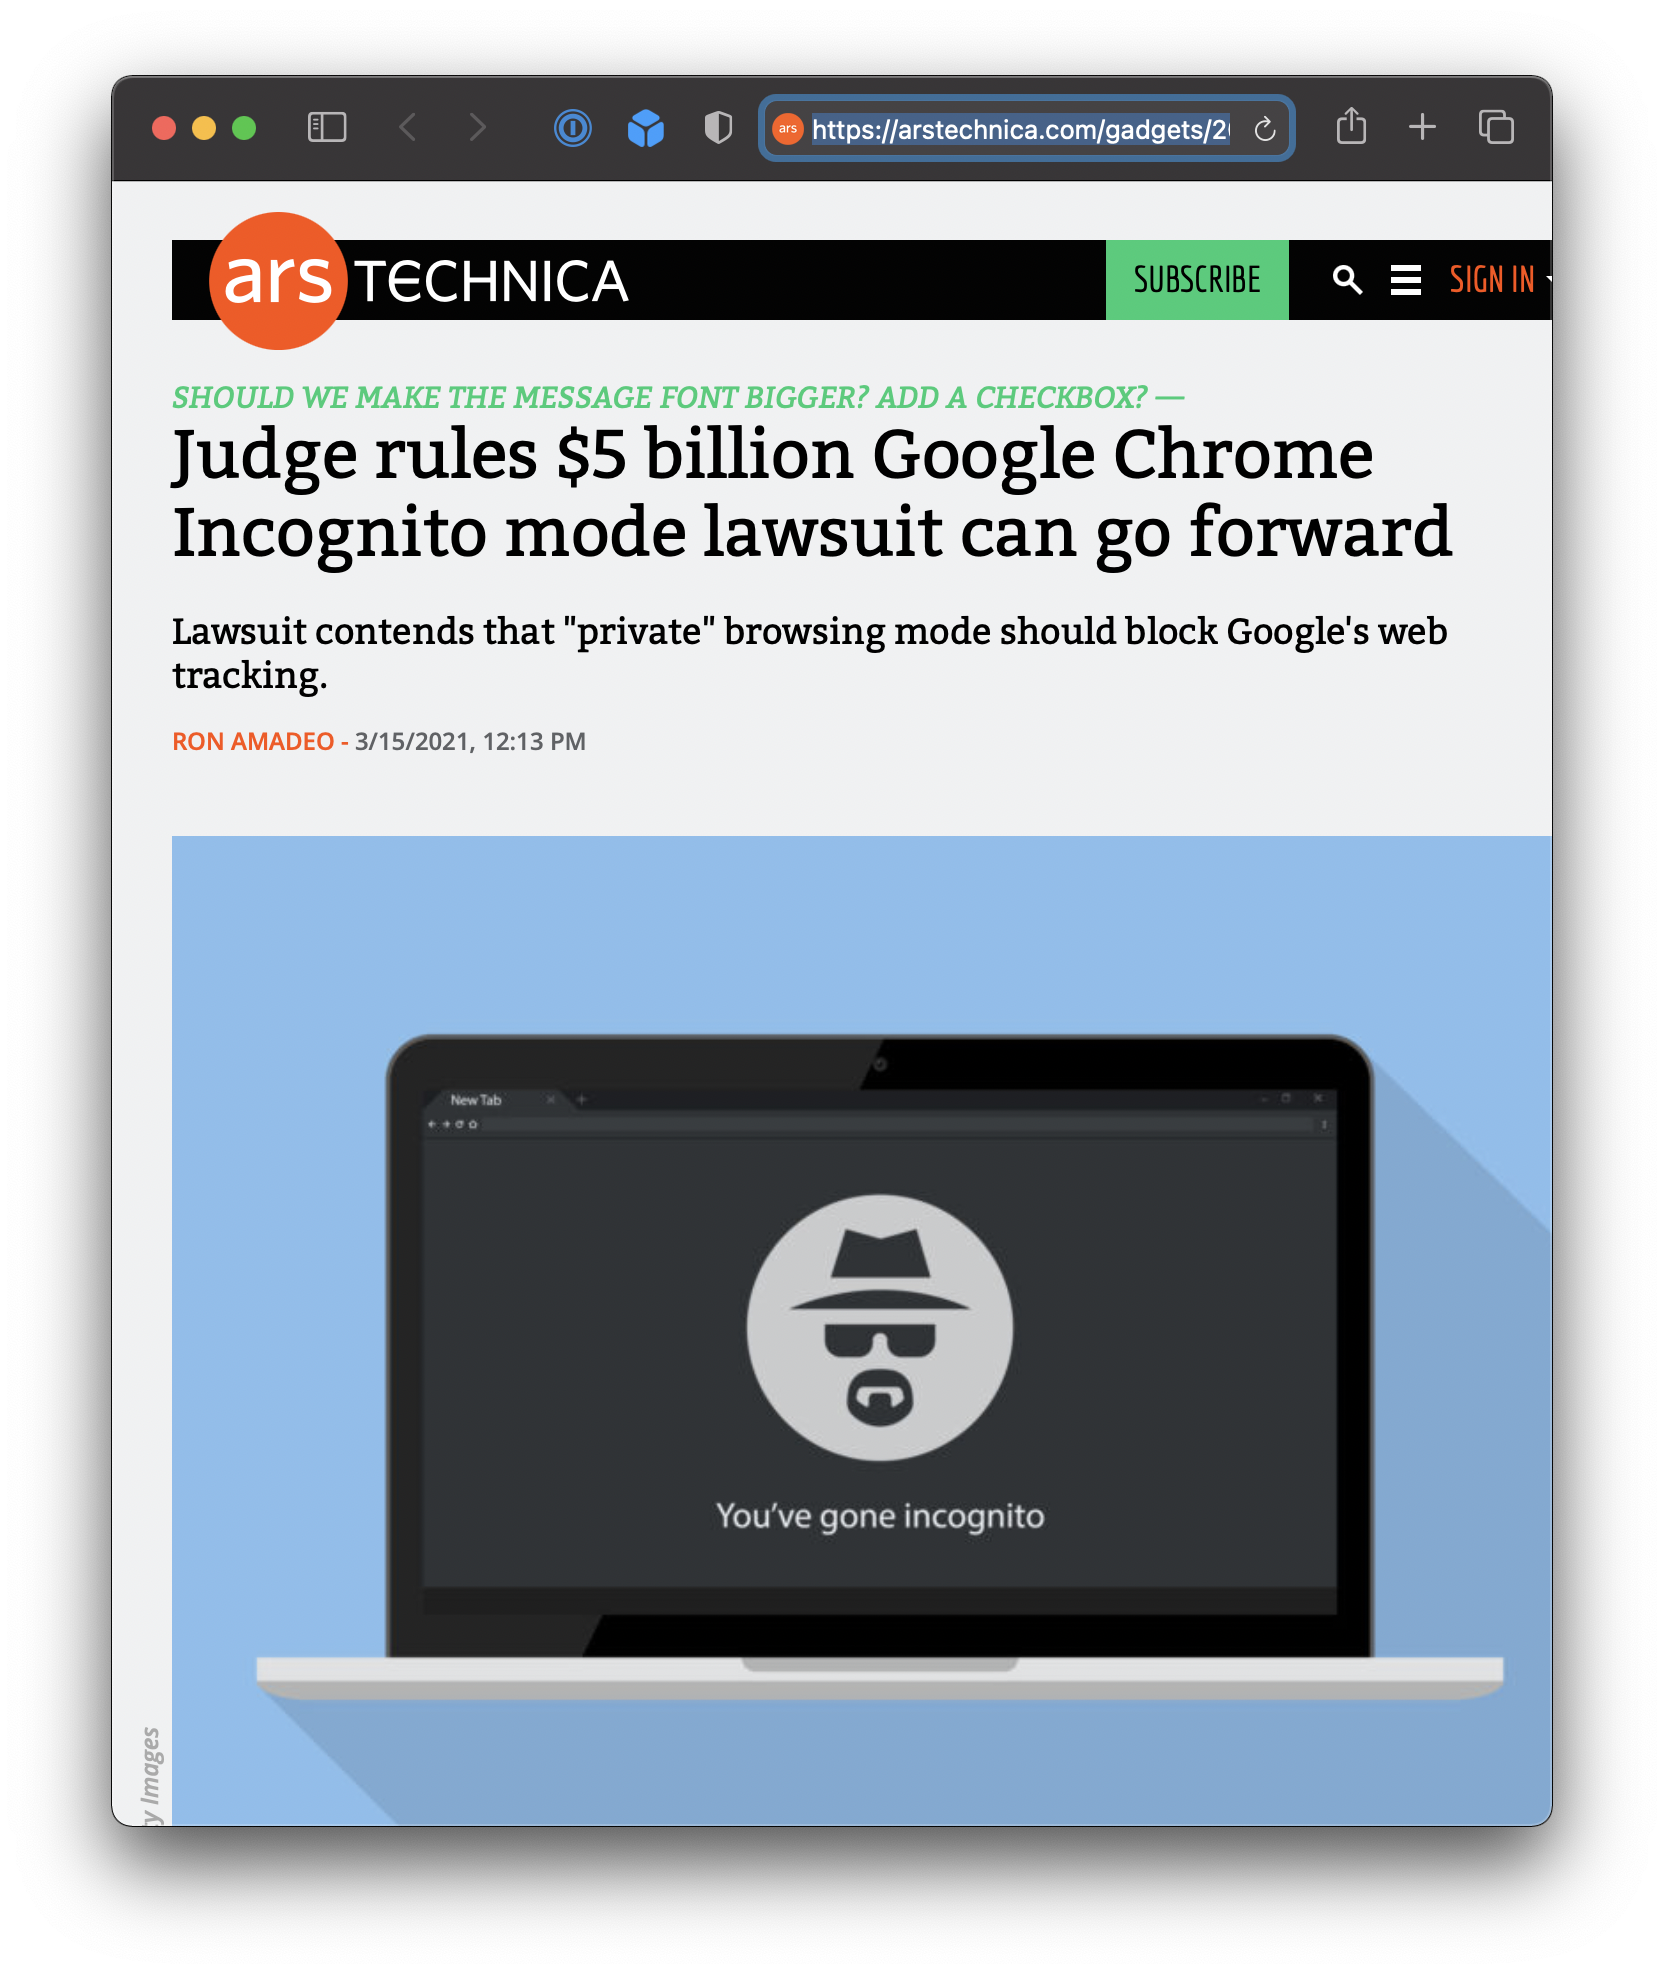 ars https://arstechnica.com/gadgets/2
ars TECHNICA SUBSCRIBE SIGN IN
SHOULD WE MAKE THE MESSAGE FONT BIGGER? ADD A CHECKBOX? —
Judge rules $5 billion Google Chrome
Incognito mode lawsuit can go forward
Lawsuit contends that "private" browsing mode should block Google's web
tracking.
RON AMADEO - 3/15/2021, 12:13 PM
New Tab
You’ve gone incognito
y Images